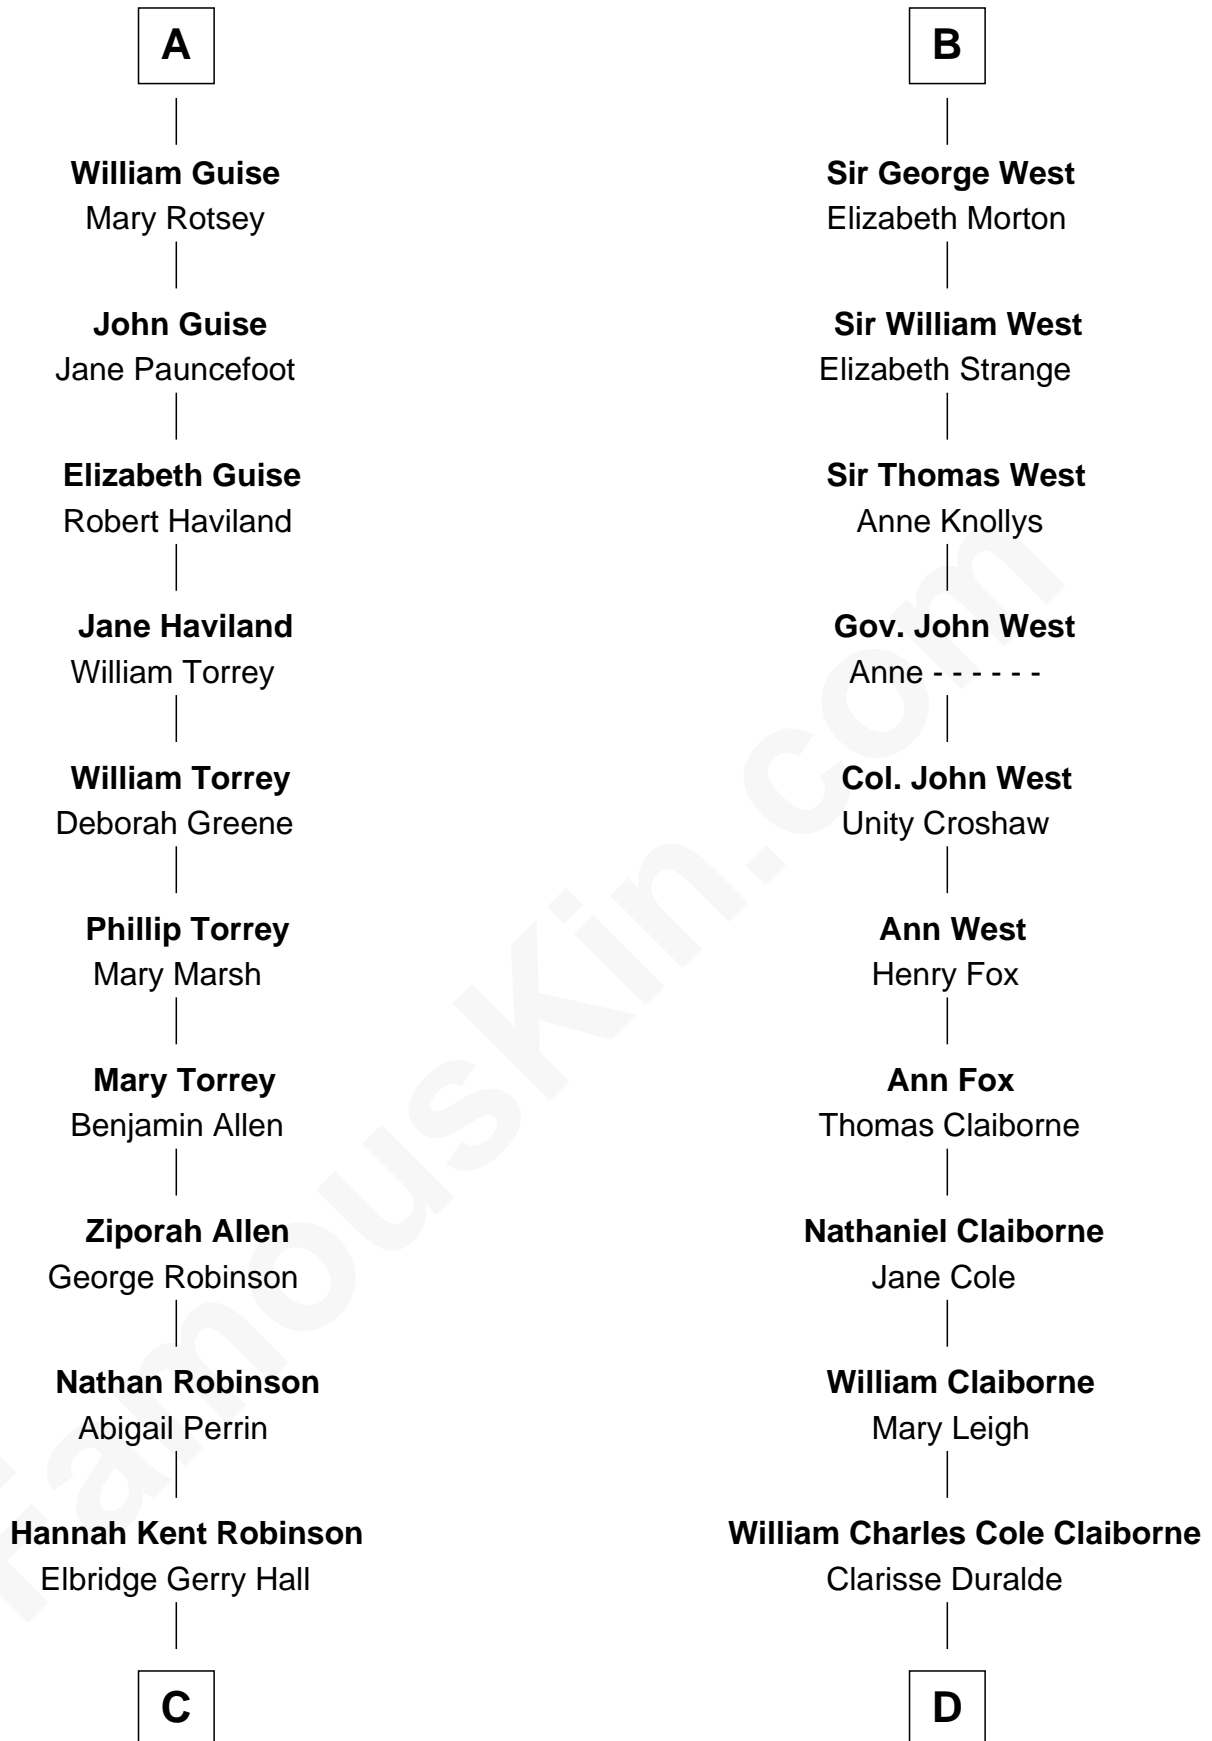 A
William Guise
Mary Rotsey
John Guise
Jane Pauncefoot
Elizabeth Guise
Robert Haviland
Jane Haviland
William Torrey
William Torrey
Deborah Greene
Phillip Torrey
Mary Marsh
Mary Torrey
Benjamin Allen
Ziporah Allen
George Robinson
Nathan Robinson
Abigail Perrin
Hannah Kent Robinson
Elbridge Gerry Hall
C
B
Sir George West
Elizabeth Morton
Sir William West
Elizabeth Strange
Sir Thomas West
Anne Knollys
Gov. John West
Anne - - - - - -
Col. John West
Unity Croshaw
Ann West
Henry Fox
Ann Fox
Thomas Claiborne
Nathaniel Claiborne
Jane Cole
William Claiborne
Mary Leigh
William Charles Cole Claiborne
Clarisse Duralde
D
FamousKin.com